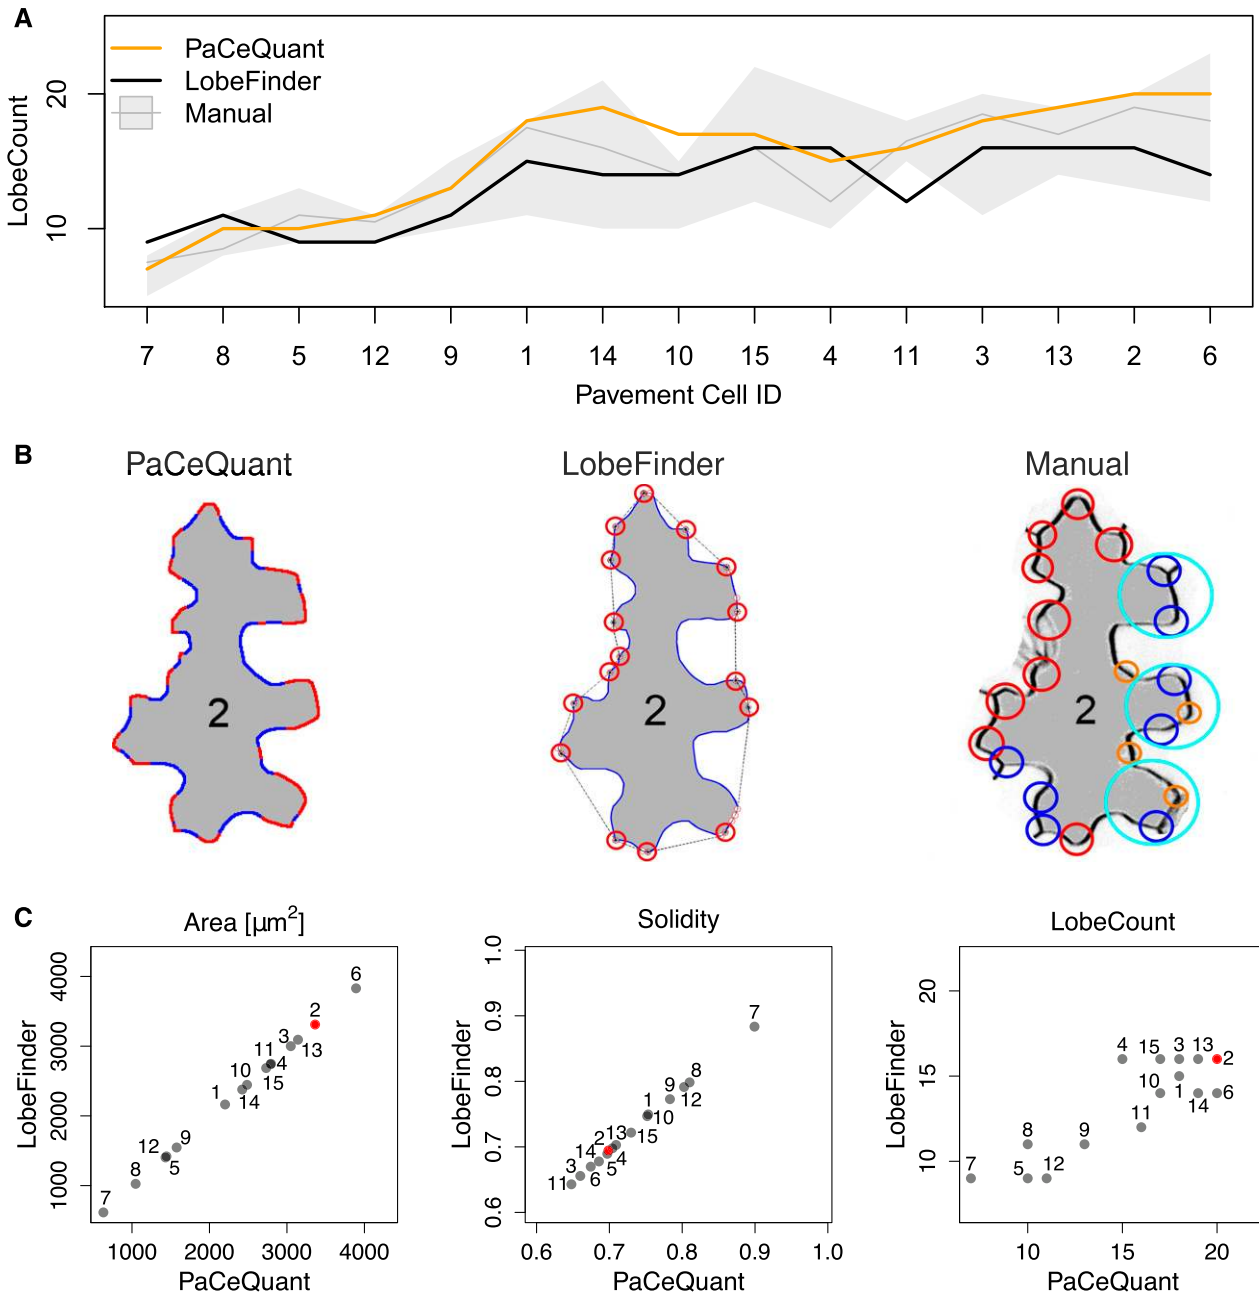 A
PaCeQuant
LobeFinder
Manual
LobeCount
20
10
7 8 5 12 9 1 14 10 15 4 11 3 13 2 6
Pavement Cell ID
B
PaCeQuant LobeFinder Manual
2 2 2
C
Area [µm2]
LobeFinder
4000
3000
2000
1000
6
2
3
13
11
4
10
15
1
14
9
12
5
8
7
1000 2000 3000 4000
PaCeQuant
Solidity
LobeFinder
1.0
0.9
0.8
0.7
0.6
7
8
9
12
1
10
13
15
2
14
4
5
3
6
11
0.6 0.7 0.8 0.9 1.0
PaCeQuant
LobeCount
LobeFinder
20
15
10
4 15 3 13
2
10 1 14 6
11
8 9
7 5 12
10 15 20
PaCeQuant